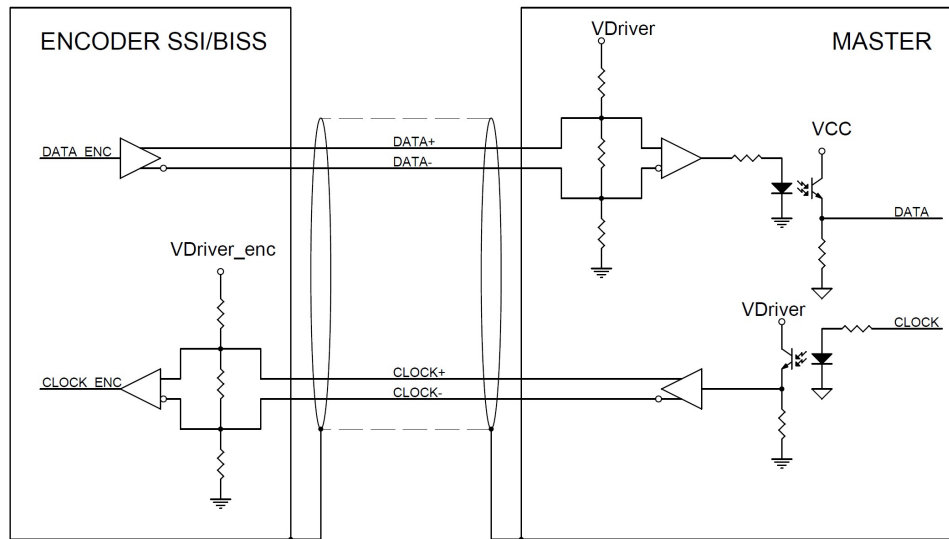 ENCODER SSI/BISS
MASTER
VDriver
VCC
DATA_ENC
DATA+
DATA-
DATA
VDriver_enc
VDriver
CLOCK
CLOCK_ENC
CLOCK+
CLOCK-